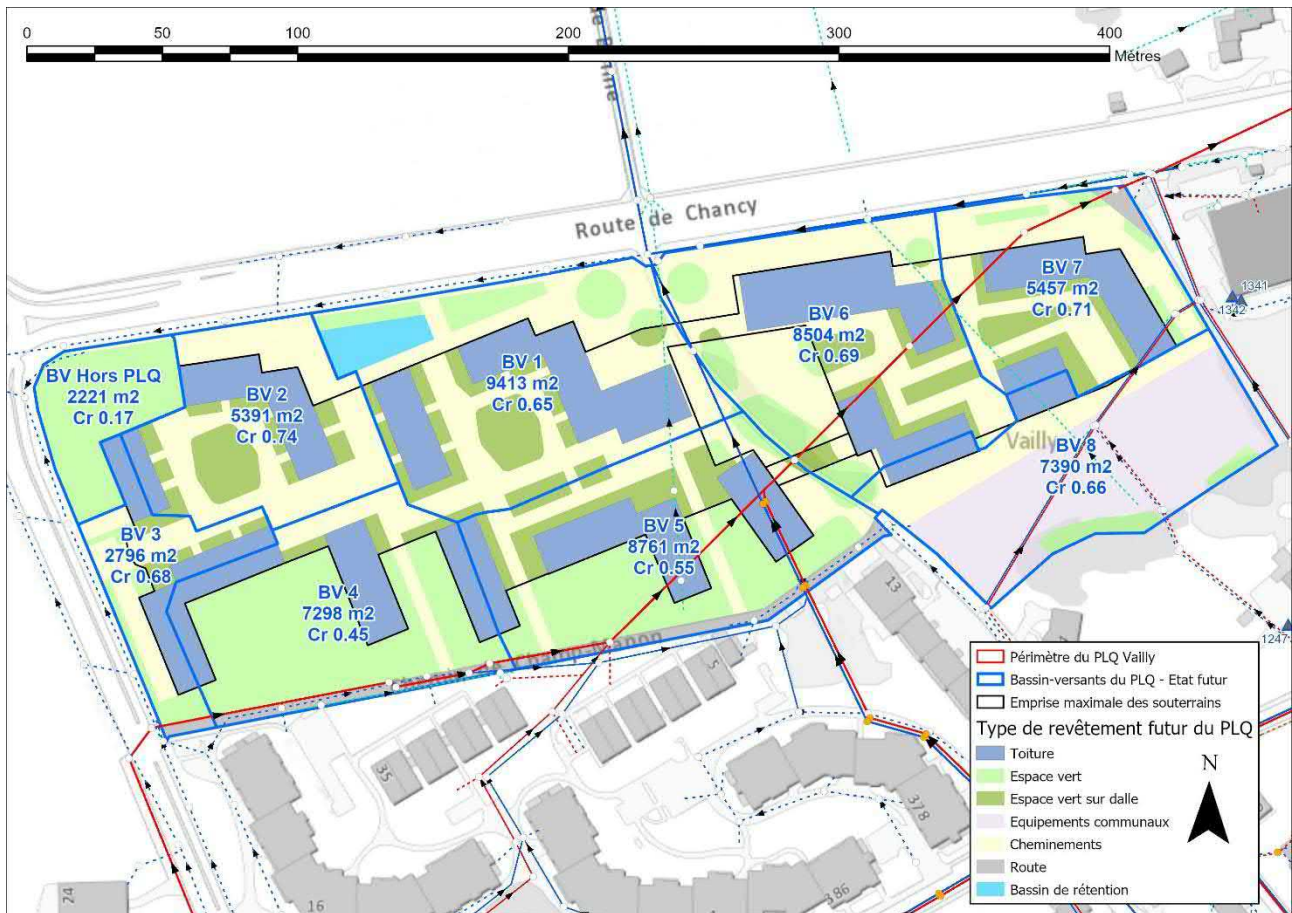 0 50 100 200 300 400
Mètres
Route de Chancy
BV Hors PLQ
2221 m2
Cr 0.17
BV 2
5391 m2
Cr 0.74
BV 1
9413 m2
Cr 0.65
BV 6
8504 m2
Cr 0.69
BV 7
5457 m2
Cr 0.71
1341
1342
Vailly
BV 8
7390 m2
Cr 0.66
BV 3
2796 m2
Cr 0.68
BV 4
7298 m2
Cr 0.45
BV 5
8761 m2
Cr 0.55
Champ-Manon
13
5
35
378
386
16
24
1247
Périmètre du PLQ Vailly
Bassin-versants du PLQ - Etat futur
Emprise maximale des souterrains
Type de revêtement futur du PLQ
Toiture
Espace vert
Espace vert sur dalle
Equipements communaux
Cheminements
Route
Bassin de rétention
N